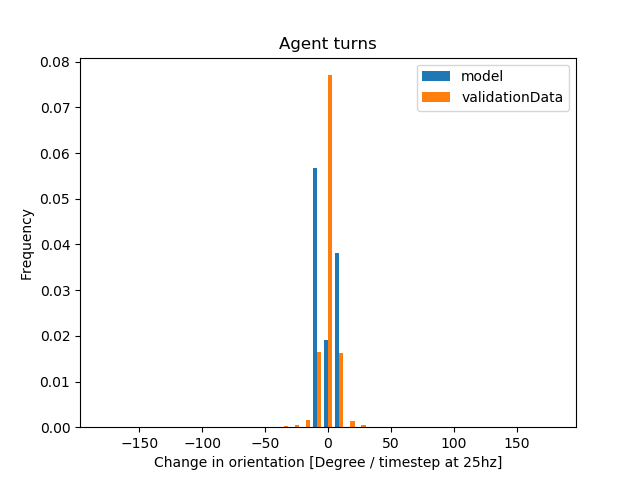 Agent turns
model
validationData
0.08
0.07
0.06
0.05
0.04
0.03
0.02
0.01
0.00
Frequency
−150 −100 −50 0 50 100 150
Change in orientation [Degree / timestep at 25hz]